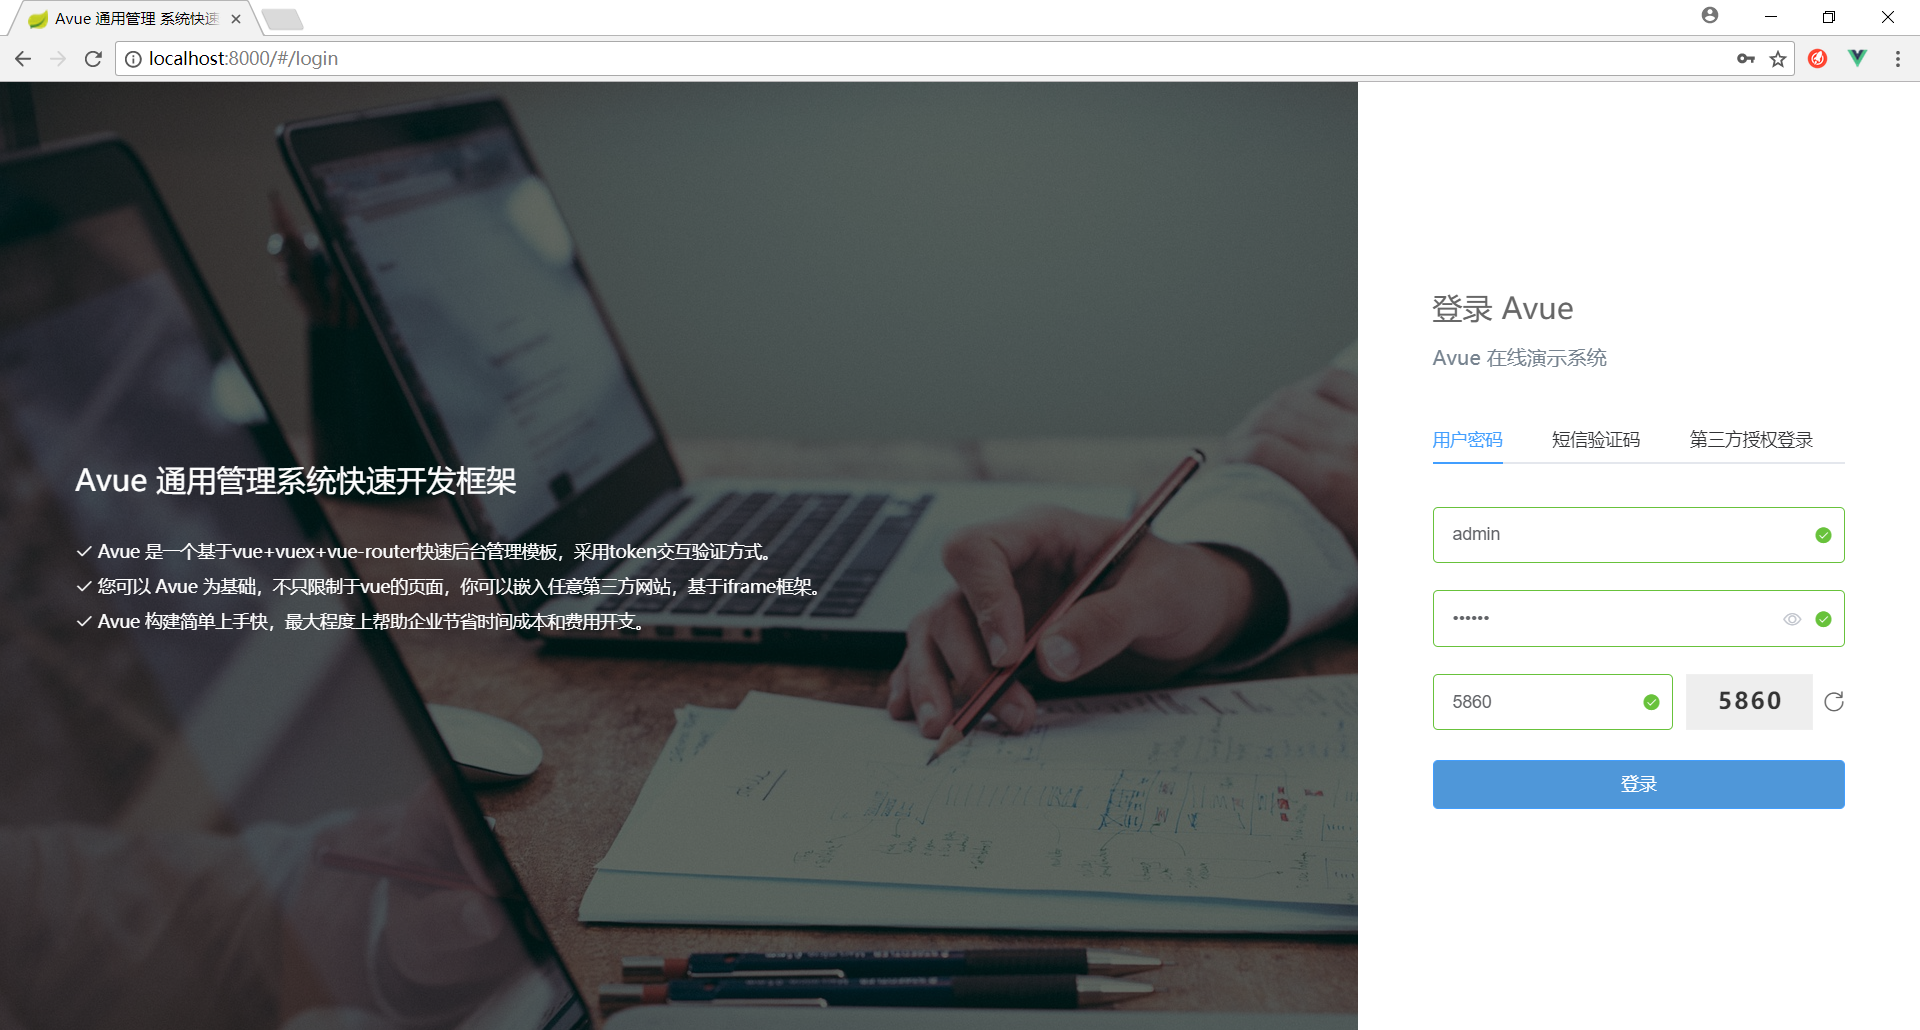 Avue 通用管理 系统快速
localhost:8000/#/login
Avue 通用管理系统快速开发框架
Avue 是一个基于vue+vuex+vue-router快速后台管理模板，采用token交互验证方式。
您可以 Avue 为基础，不只限制于vue的页面，你可以嵌入任意第三方网站，基于iframe框架。
Avue 构建简单上手快，最大程度上帮助企业节省时间成本和费用开支。
登录 Avue
Avue 在线演示系统
用户密码 短信验证码 第三方授权登录
admin
••••••
5860 5860
登录